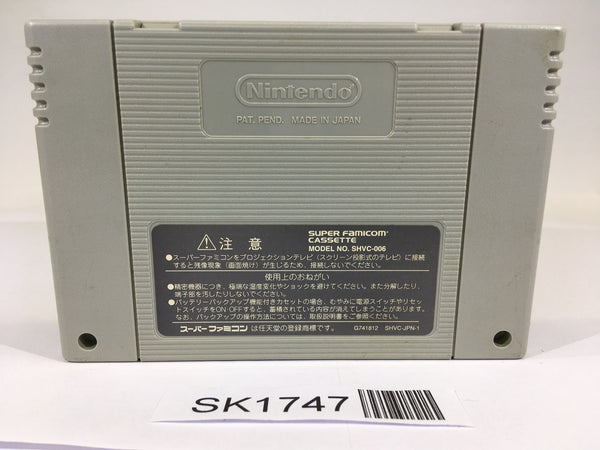 Nintendo®
PAT. PEND. MADE IN JAPAN
⚠注意
SUPER FAMICOM™
CASSETTE
MODEL NO. SHVC-006
●スーパーファミコンをプロジェクションテレビ（スクリーン投影式のテレビ）に接続
すると残像現象（画面焼け）が生じるため、接続しないでください。
使用上のおねがい
●精密機器につき、極端な温度変化やショックを避けてください。また分解したり、
端子部を汚したりしないでください。
●バッテリーバックアップ機能付きカセットの場合、むやみに電源スイッチやリセッ
トスイッチをON OFFすると、蓄積されている内容が消えてしまうことがあります。
なお、バックアップの操作方法については、取扱説明書をご参照ください。
スーパーファミコンは任天堂の登録商標です。 G741812 SHVC-JPN-1
SK1747